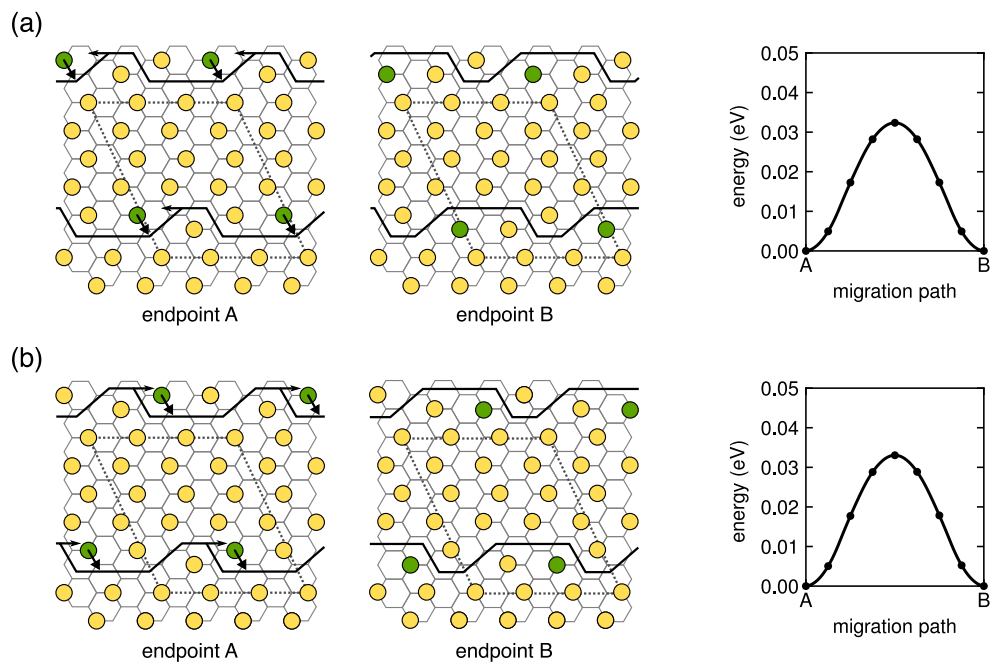 (a)
endpoint A
endpoint B
0.05
0.04
0.03
0.02
0.01
0.00
energy (eV)
A
B
migration path
(b)
endpoint A
endpoint B
0.05
0.04
0.03
0.02
0.01
0.00
energy (eV)
A
B
migration path